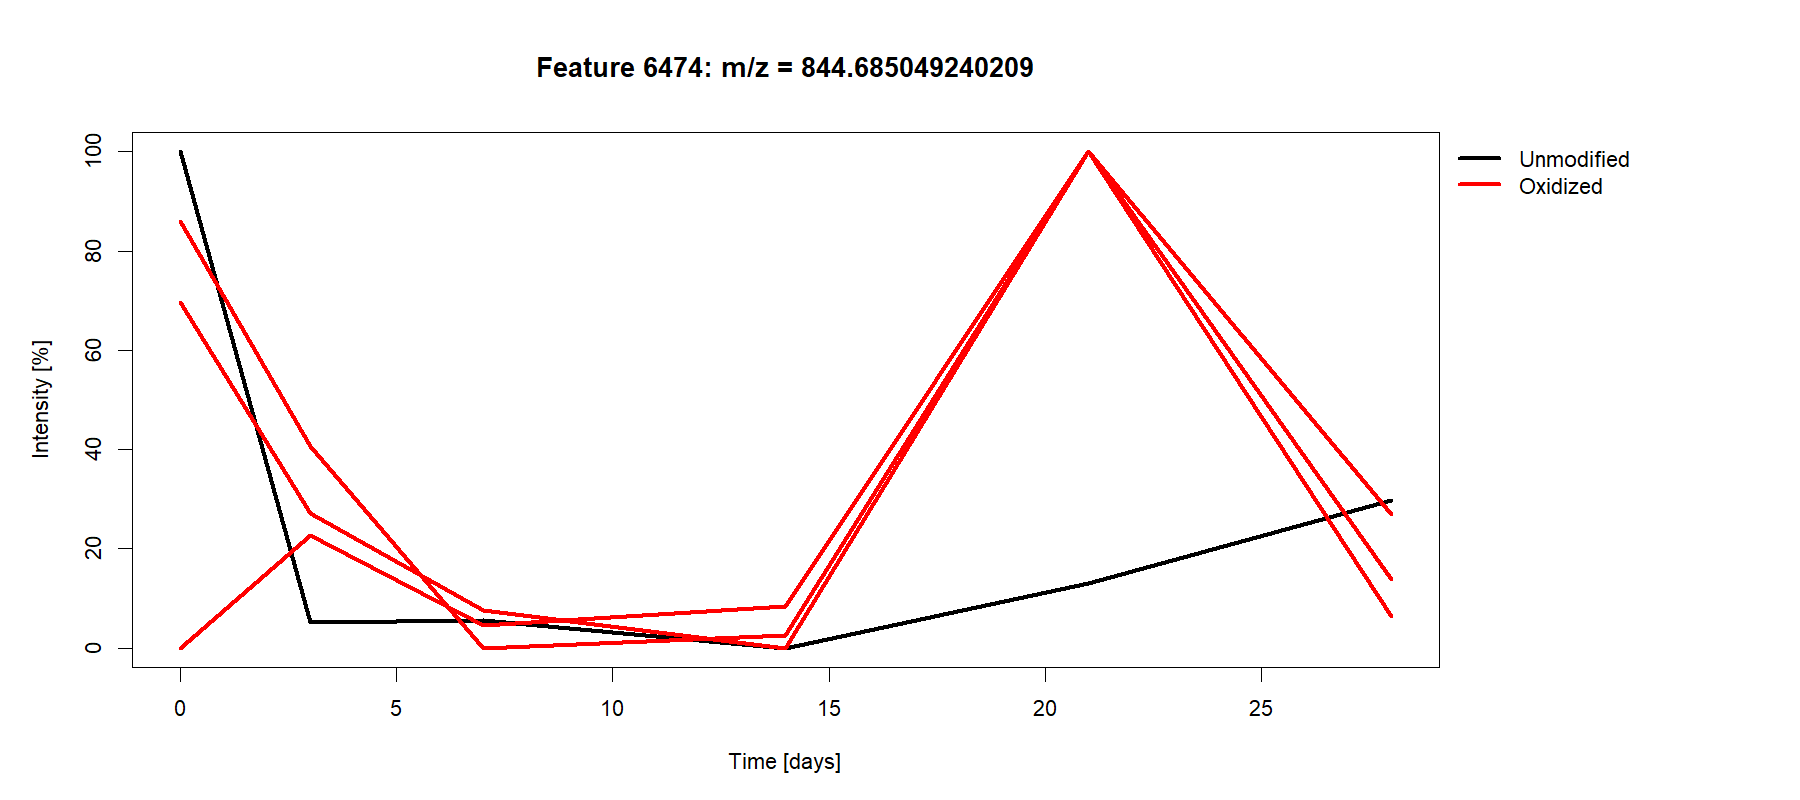 Feature 6474: m/z = 844.685049240209
100
80
60
40
20
0
Intensity [%]
0 5 10 15 20 25
Time [days]
Unmodified
Oxidized